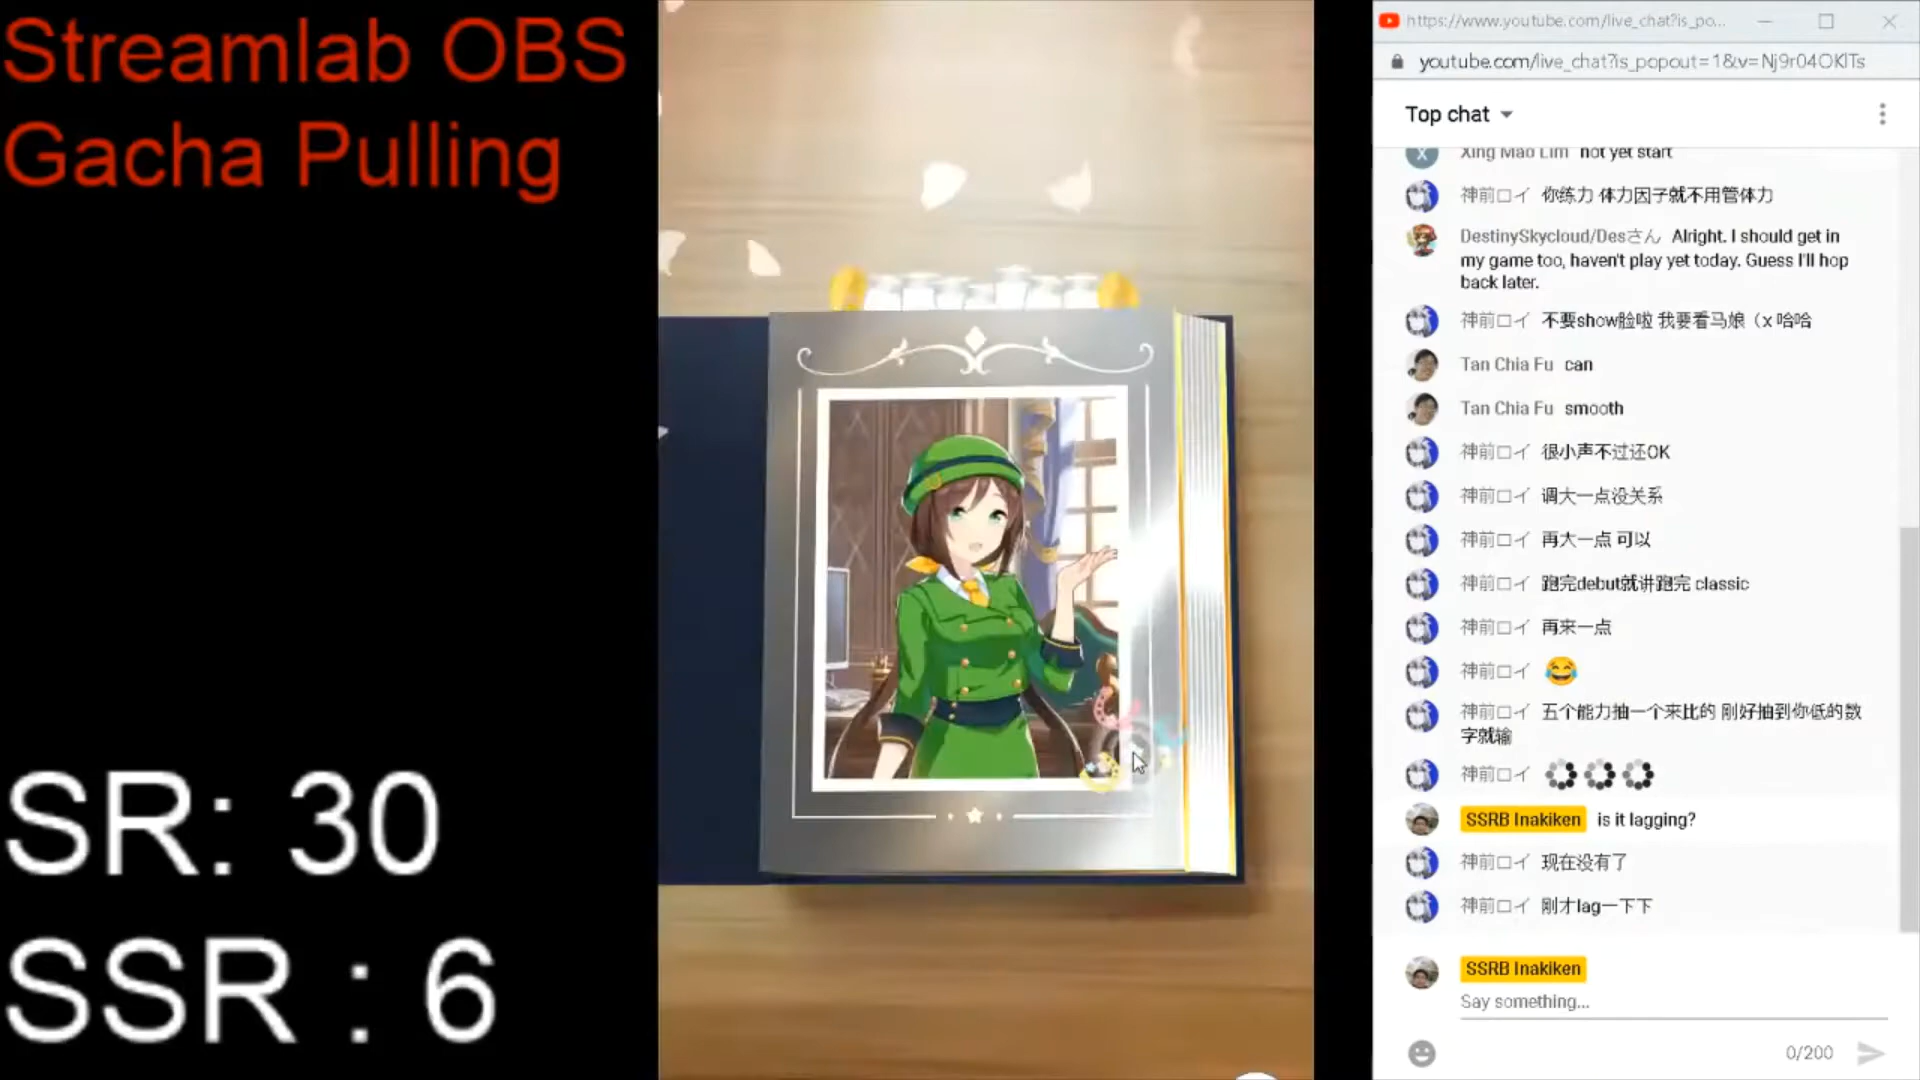 Streamlab OBS
Gacha Pulling
SR: 30
SSR : 6
https://www.youtube.com/live_chat?is_po...
youtube.com/live_chat?is_popout=1&v=Nj9r04OKlTs
Top chat
Xing Mao Lim not yet start
神前ロイ 你练力 体力因子就不用管体力
DestinySkycloud/Desさん Alright. I should get in
my game too, haven't play yet today. Guess I'll hop
back later.
神前ロイ 不要show脸啦 我要看马娘（x 哈哈
Tan Chia Fu can
Tan Chia Fu smooth
神前ロイ 很小声不过还OK
神前ロイ 调大一点没关系
神前ロイ 再大一点 可以
神前ロイ 跑完debut就讲跑完 classic
神前ロイ 再来一点
神前ロイ 😂
神前ロイ 五个能力抽一个来比的 刚好抽到你低的数
字就输
神前ロイ
SSRB Inakiken is it lagging?
神前ロイ 现在没有了
神前ロイ 刚才lag一下下
SSRB Inakiken
Say something...
0/200